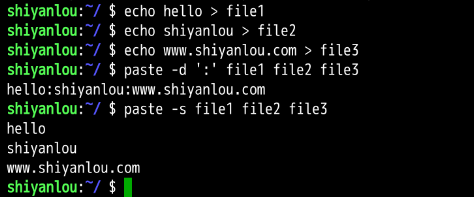 shiyanlou:~/ $ echo hello > file1
shiyanlou:~/ $ echo shiyanlou > file2
shiyanlou:~/ $ echo www.shiyanlou.com > file3
shiyanlou:~/ $ paste -d ':' file1 file2 file3
hello:shiyanlou:www.shiyanlou.com
shiyanlou:~/ $ paste -s file1 file2 file3
hello
shiyanlou
www.shiyanlou.com
shiyanlou:~/ $